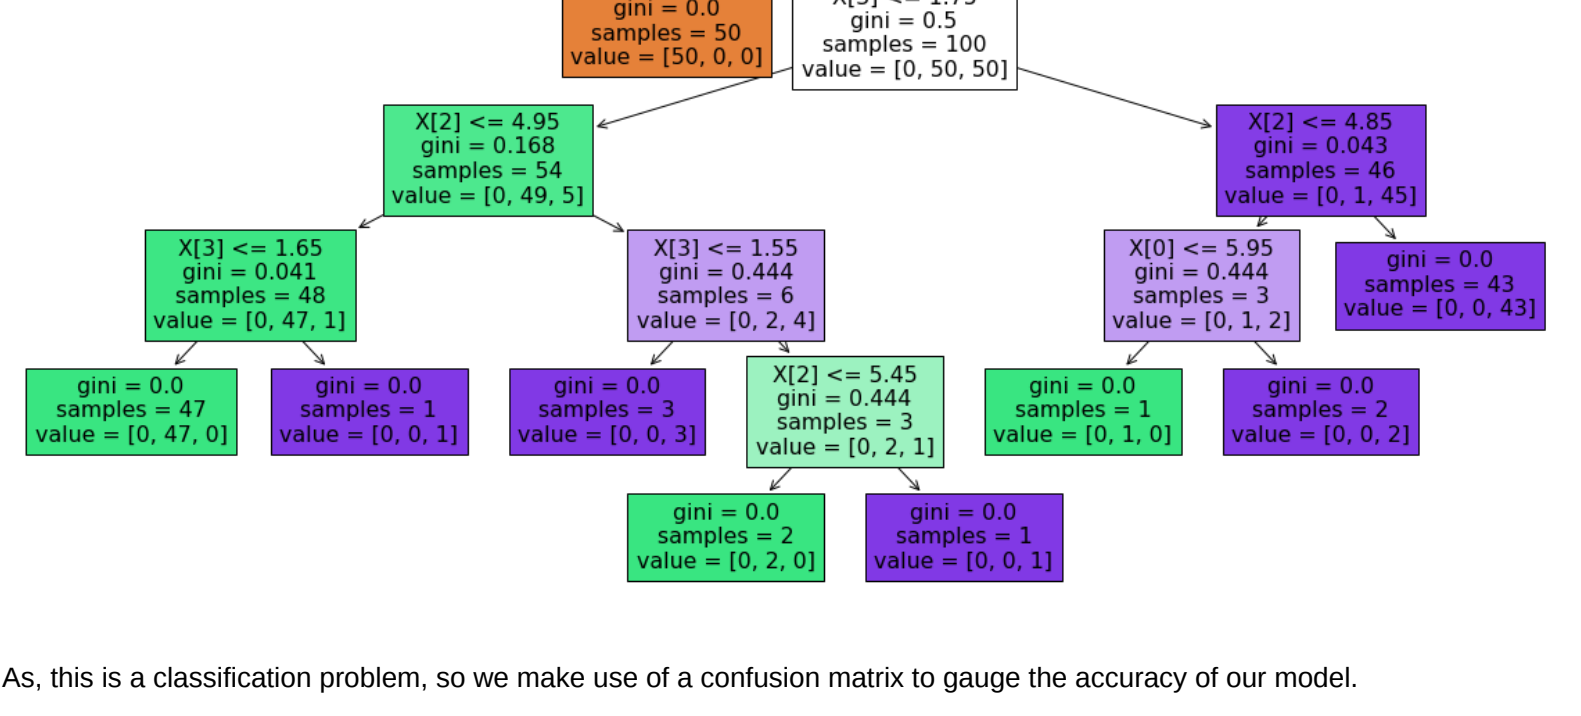 gini = 0.0
samples = 50
value = [50, 0, 0]
X[3] <= 1.75
gini = 0.5
samples = 100
value = [0, 50, 50]
X[2] <= 4.95
gini = 0.168
samples = 54
value = [0, 49, 5]
X[2] <= 4.85
gini = 0.043
samples = 46
value = [0, 1, 45]
X[3] <= 1.65
gini = 0.041
samples = 48
value = [0, 47, 1]
X[3] <= 1.55
gini = 0.444
samples = 6
value = [0, 2, 4]
X[0] <= 5.95
gini = 0.444
samples = 3
value = [0, 1, 2]
gini = 0.0
samples = 43
value = [0, 0, 43]
gini = 0.0
samples = 47
value = [0, 47, 0]
gini = 0.0
samples = 1
value = [0, 0, 1]
gini = 0.0
samples = 3
value = [0, 0, 3]
X[2] <= 5.45
gini = 0.444
samples = 3
value = [0, 2, 1]
gini = 0.0
samples = 1
value = [0, 1, 0]
gini = 0.0
samples = 2
value = [0, 0, 2]
gini = 0.0
samples = 2
value = [0, 2, 0]
gini = 0.0
samples = 1
value = [0, 0, 1]
As, this is a classification problem, so we make use of a confusion matrix to gauge the accuracy of our model.